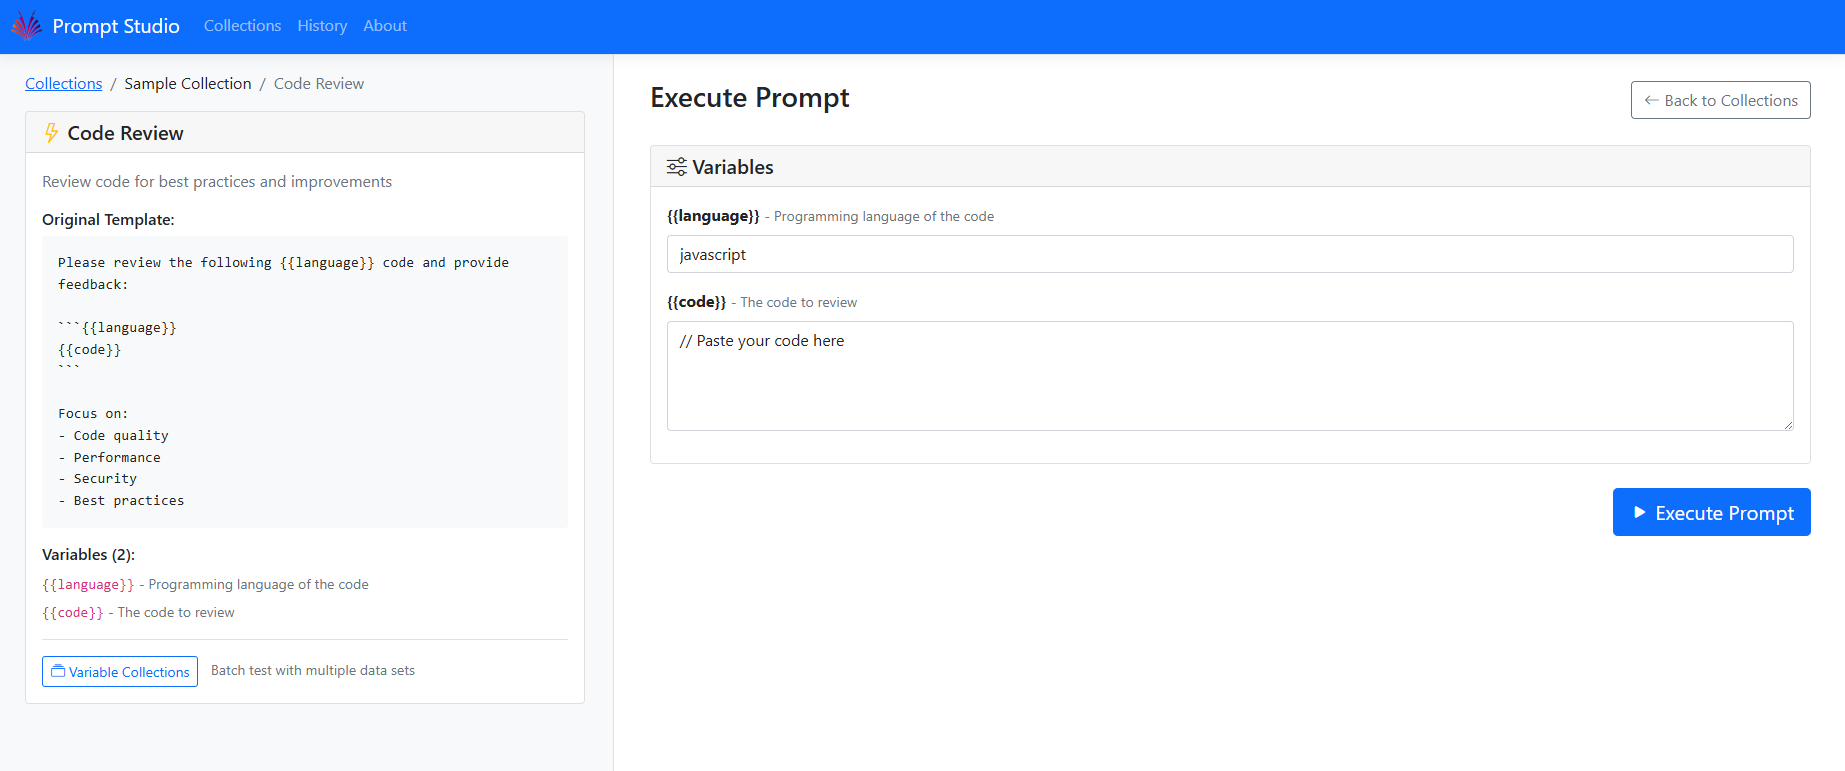 Prompt Studio Collections History About
Collections / Sample Collection / Code Review
Code Review
Review code for best practices and improvements
Original Template:
Please review the following {{language}} code and provide
feedback:
```{{language}}
{{code}}
```
Focus on:
- Code quality
- Performance
- Security
- Best practices
Variables (2):
{{language}} - Programming language of the code
{{code}} - The code to review
Variable Collections Batch test with multiple data sets
Execute Prompt
← Back to Collections
Variables
{{language}} - Programming language of the code
javascript
{{code}} - The code to review
// Paste your code here
Execute Prompt